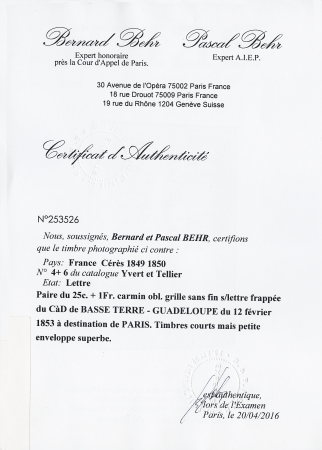 Bernard Behr
Expert honoraire
près la Cour d'Appel de Paris.
Pascal Behr
Expert A.I.E.P.
30 Avenue de l'Opéra 75002 Paris France
18 rue Drouot 75009 Paris France
19 rue du Rhône 1204 Genève Suisse
Certificat d'Authenticité
N°253526
Nous, soussignés, Bernard et Pascal BEHR, certifions
que le timbre photographié ci contre :
Pays: France Cérès 1849 1850
N° 4+ 6 du catalogue Yvert et Tellier
Etat: Lettre
Paire du 25c. + 1Fr. carmin obl. grille sans fin s/lettre frappée
du CàD de BASSE TERRE - GUADELOUPE du 12 février
1853 à destination de PARIS. Timbres courts mais petite
enveloppe superbe.
est authentique,
lors de l'Examen
Paris, le 20/04/2016